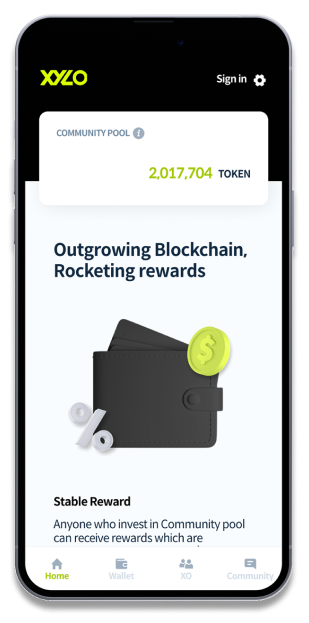 XYLO
Sign in
COMMUNITY POOL i
2,017,704 TOKEN
Outgrowing Blockchain,
Rocketing rewards
$
%
Stable Reward
Anyone who invest in Community pool
can receive rewards which are
Home Wallet XO Community